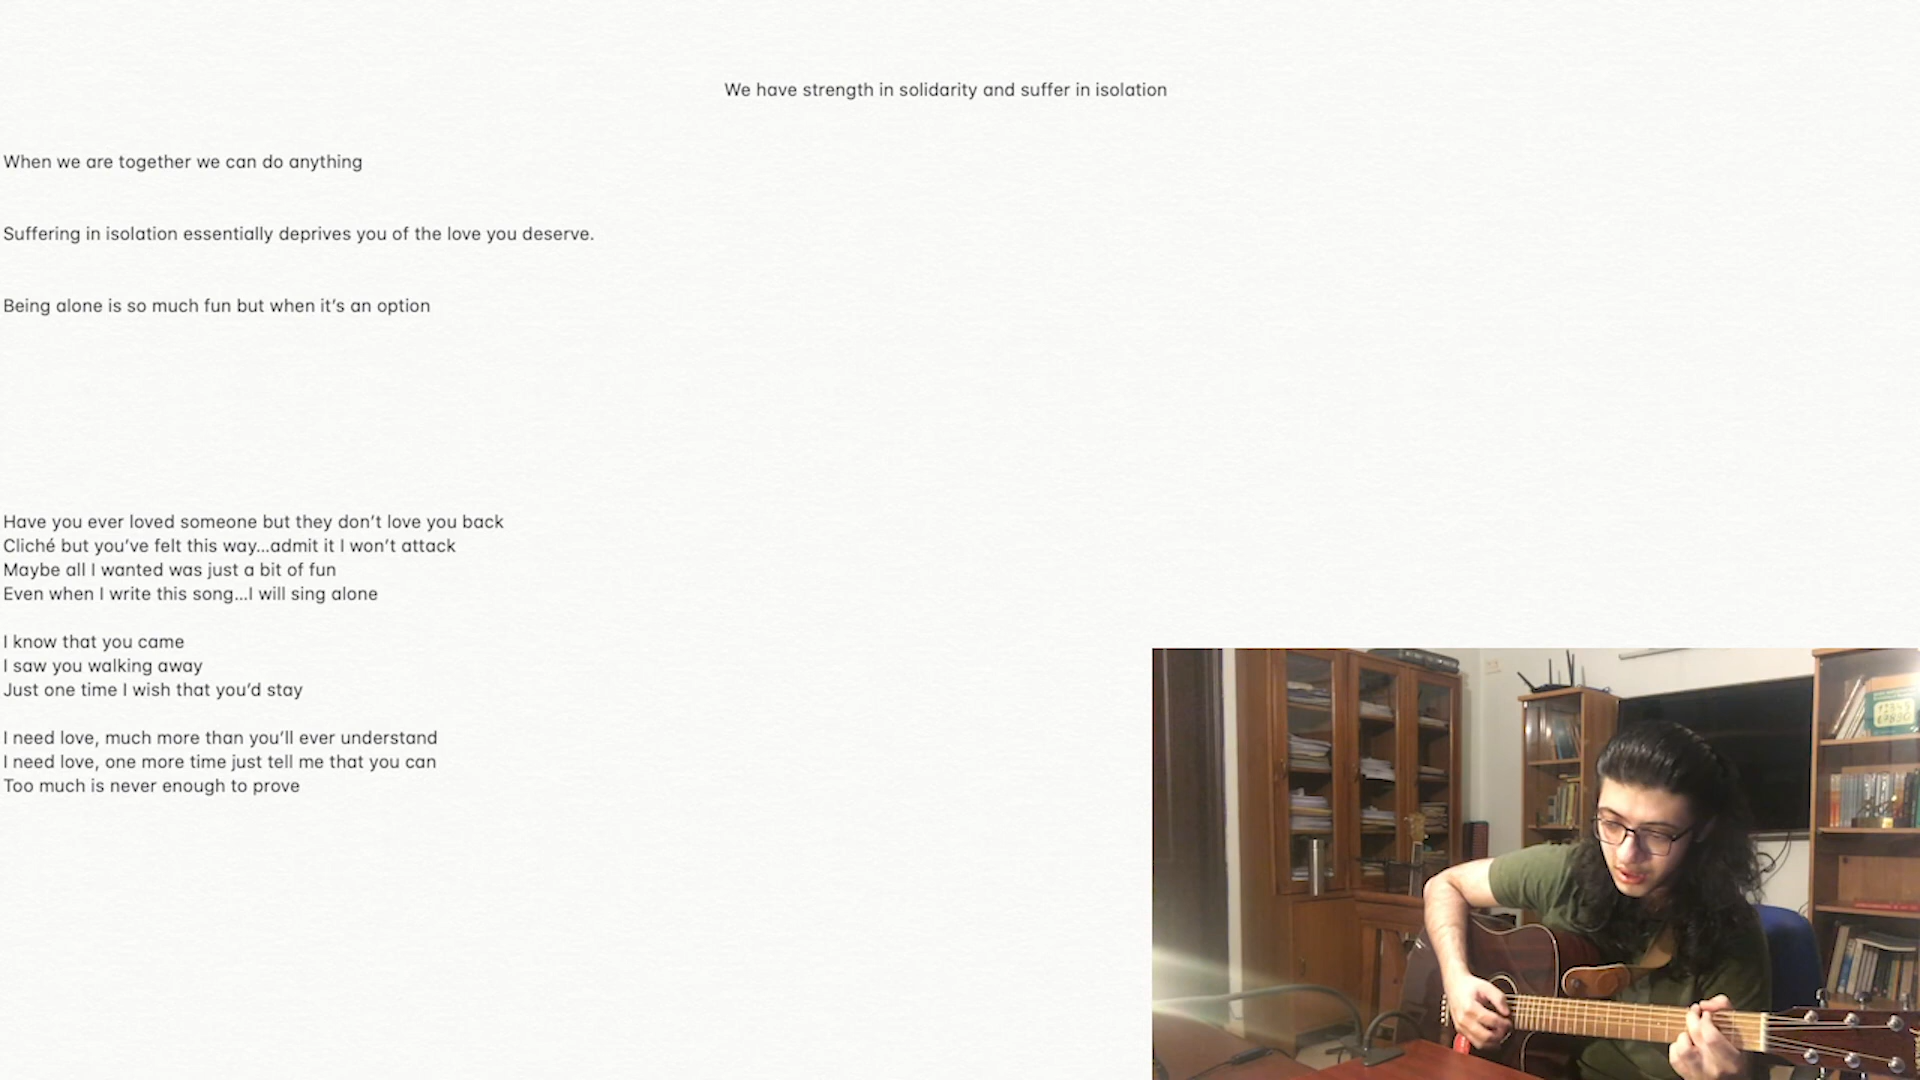 We have strength in solidarity and suffer in isolation
When we are together we can do anything
Suffering in isolation essentially deprives you of the love you deserve.
Being alone is so much fun but when it's an option
Have you ever loved someone but they don't love you back
Cliché but you've felt this way...admit it I won't attack
Maybe all I wanted was just a bit of fun
Even when I write this song...I will sing alone
I know that you came
I saw you walking away
Just one time I wish that you'd stay
I need love, much more than you'll ever understand
I need love, one more time just tell me that you can
Too much is never enough to prove